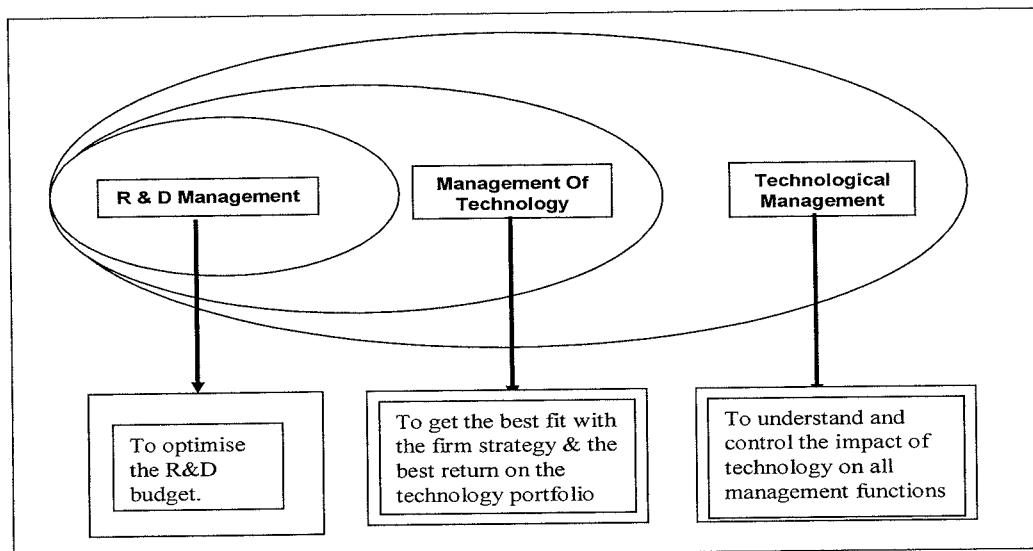 R & D Management
Management Of
Technology
Technological
Management
To optimise
the R&D
budget.
To get the best fit with
the firm strategy & the
best return on the
technology portfolio
To understand and
control the impact of
technology on all
management functions